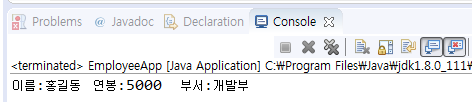 Problems @ Javadoc Declaration Console
<terminated> EmployeeApp [Java Application] C:₩Program Files₩Java₩jdk1.8.0_111₩
이름:홍길동 연봉:5000 부서:개발부